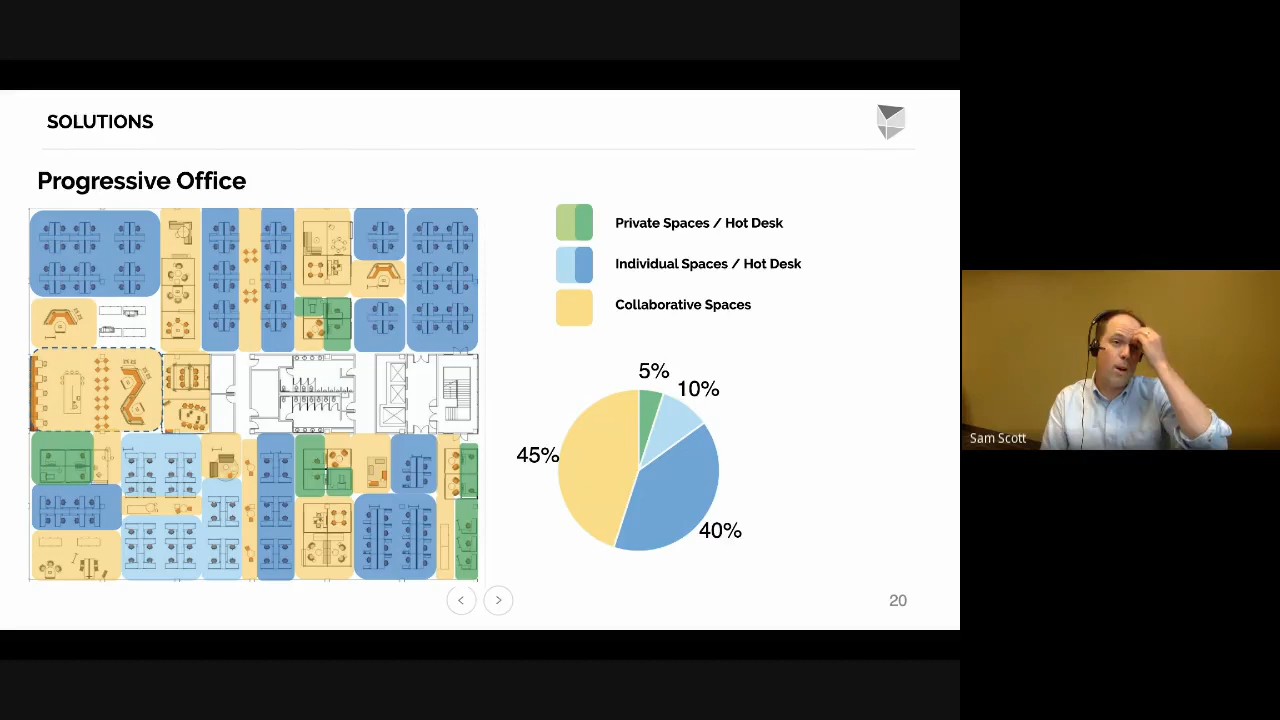 SOLUTIONS
Progressive Office
Private Spaces / Hot Desk
Individual Spaces / Hot Desk
Collaborative Spaces
5%
10%
45%
40%
20
Sam Scott